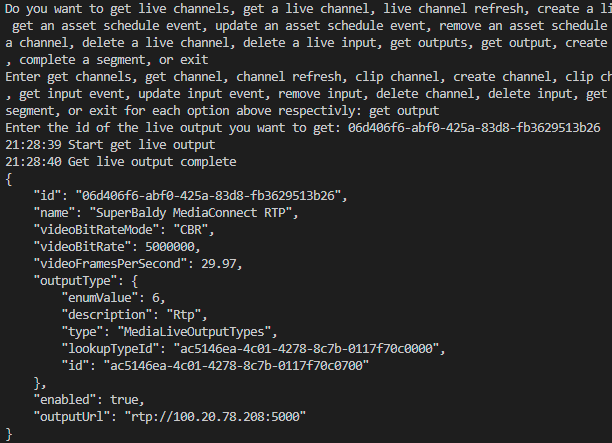 Do you want to get live channels, get a live channel, live channel refresh, create a li
get an asset schedule event, update an asset schedule event, remove an asset schedule
a channel, delete a live channel, delete a live input, get outputs, get output, create
, complete a segment, or exit
Enter get channels, get channel, channel refresh, clip channel, create channel, clip ch
, get input event, update input event, remove input, delete channel, delete input, get
segment, or exit for each option above respectivly: get output
Enter the id of the live output you want to get: 06d406f6-abf0-425a-83d8-fb3629513b26
21:28:39 Start get live output
21:28:40 Get live output complete
{
    "id": "06d406f6-abf0-425a-83d8-fb3629513b26",
    "name": "SuperBaldy MediaConnect RTP",
    "videoBitRateMode": "CBR",
    "videoBitRate": 5000000,
    "videoFramesPerSecond": 29.97,
    "outputType": {
        "enumValue": 6,
        "description": "Rtp",
        "type": "MediaLiveOutputTypes",
        "lookupTypeId": "ac5146ea-4c01-4278-8c7b-0117f70c0000",
        "id": "ac5146ea-4c01-4278-8c7b-0117f70c0700"
    },
    "enabled": true,
    "outputUrl": "rtp://100.20.78.208:5000"
}